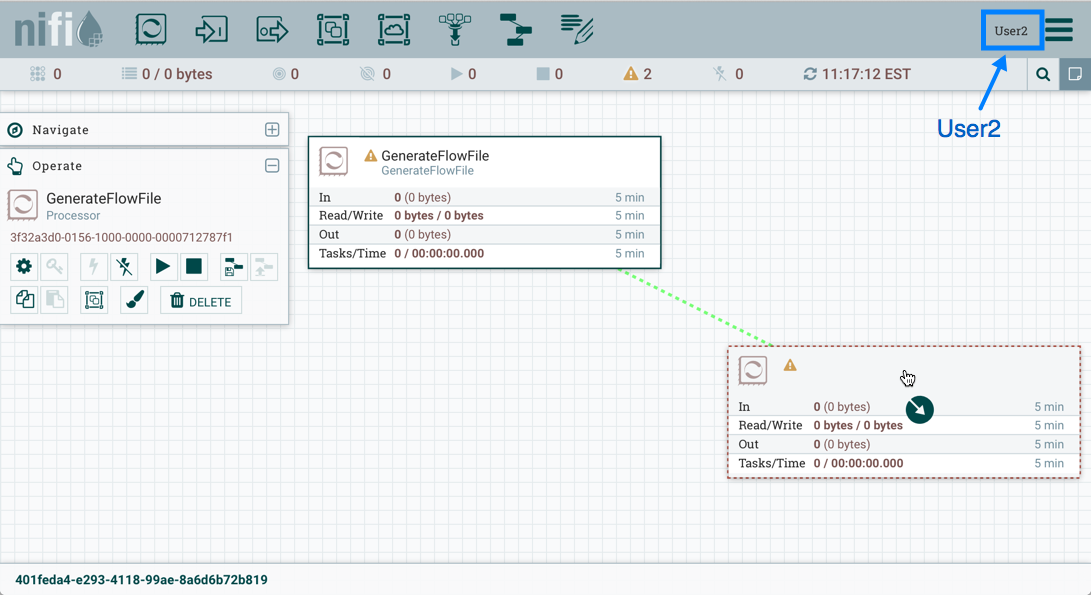 nifi
User2
0
0 / 0 bytes
0
0
0
0
2
0
11:17:12 EST
User2
Navigate
Operate
GenerateFlowFile
Processor
3f32a3d0-0156-1000-0000-0000712787f1
DELETE
GenerateFlowFile
GenerateFlowFile
In 0 (0 bytes) 5 min
Read/Write 0 bytes / 0 bytes 5 min
Out 0 (0 bytes) 5 min
Tasks/Time 0 / 00:00:00.000 5 min
In 0 (0 bytes) 5 min
Read/Write 0 bytes / 0 bytes 5 min
Out 0 (0 bytes) 5 min
Tasks/Time 0 / 00:00:00.000 5 min
401feda4-e293-4118-99ae-8a6d6b72b819